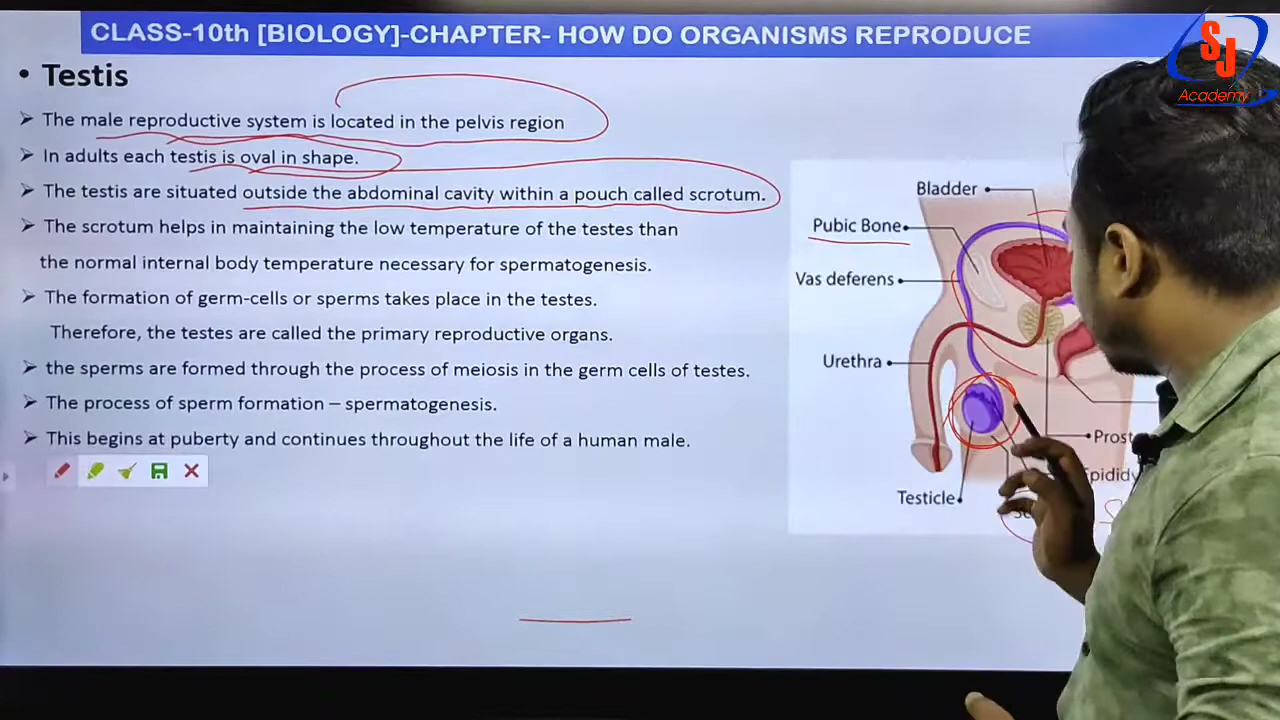 CLASS-10th [BIOLOGY]-CHAPTER- HOW DO ORGANISMS REPRODUCE
SJ
Academy
• Testis
➢ The male reproductive system is located in the pelvis region
➢ In adults each testis is oval in shape.
➢ The testis are situated outside the abdominal cavity within a pouch called scrotum.
➢ The scrotum helps in maintaining the low temperature of the testes than
the normal internal body temperature necessary for spermatogenesis.
➢ The formation of germ-cells or sperms takes place in the testes.
Therefore, the testes are called the primary reproductive organs.
➢ the sperms are formed through the process of meiosis in the germ cells of testes.
➢ The process of sperm formation – spermatogenesis.
➢ This begins at puberty and continues throughout the life of a human male.
Bladder
Pubic Bone
Vas deferens
Urethra
Testicle